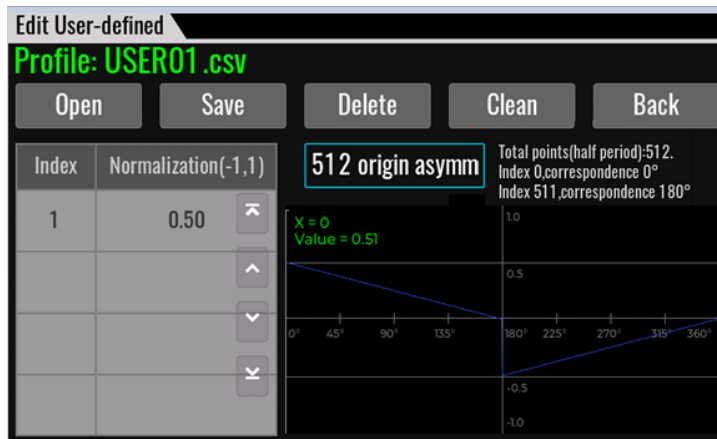 Edit User-defined
Profile: USER01.csv
Open Save Delete Clean Back
Index Normalization(-1,1)
1 0.50
512 origin asymm
Total points(half period):512.
Index 0,correspondence 0°
Index 511,correspondence 180°
X = 0
Value = 0.51
1.0
0.5
0° 45° 90° 135° 180° 225° 270° 315° 360°
-0.5
-1.0